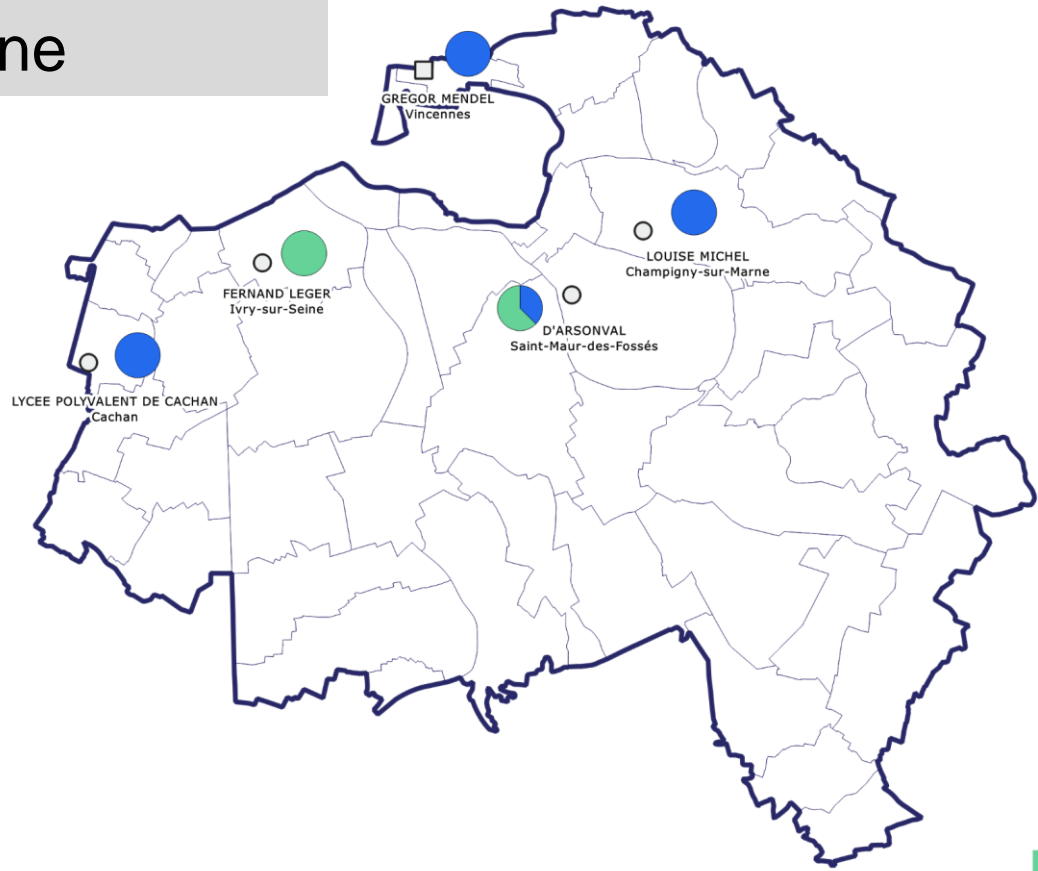 ne
GREGOR MENDEL
Vincennes
LOUISE MICHEL
Champigny-sur-Marne
FERNAND LEGER
Ivry-sur-Seine
D'ARSONVAL
Saint-Maur-des-Fossés
LYCEE POLYVALENT DE CACHAN
Cachan